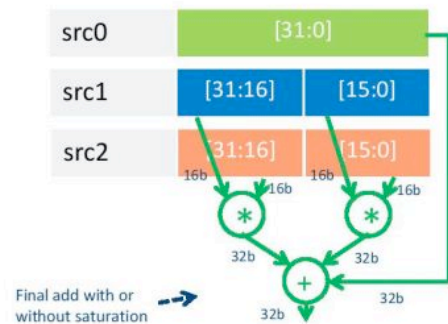 src0 [31:0]
src1 [31:16] [15:0]
src2 [31:16] [15:0]
16b 16b 16b 16b
* *
32b 32b
+ 32b
Final add with or
without saturation
32b